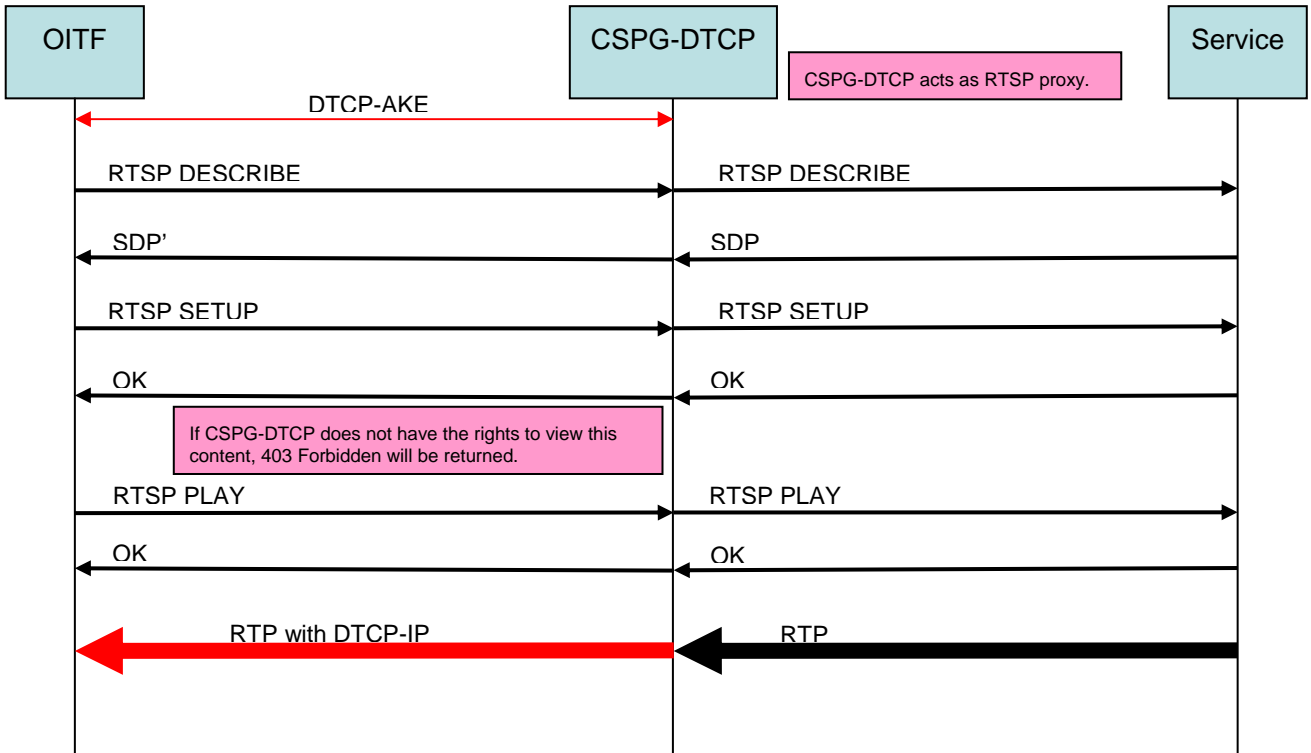 OITF
CSPG-DTCP
Service
CSPG-DTCP acts as RTSP proxy.
DTCP-AKE
RTSP DESCRIBE
RTSP DESCRIBE
SDP’
SDP
RTSP SETUP
RTSP SETUP
OK
OK
If CSPG-DTCP does not have the rights to view this
content, 403 Forbidden will be returned.
RTSP PLAY
RTSP PLAY
OK
OK
RTP with DTCP-IP
RTP